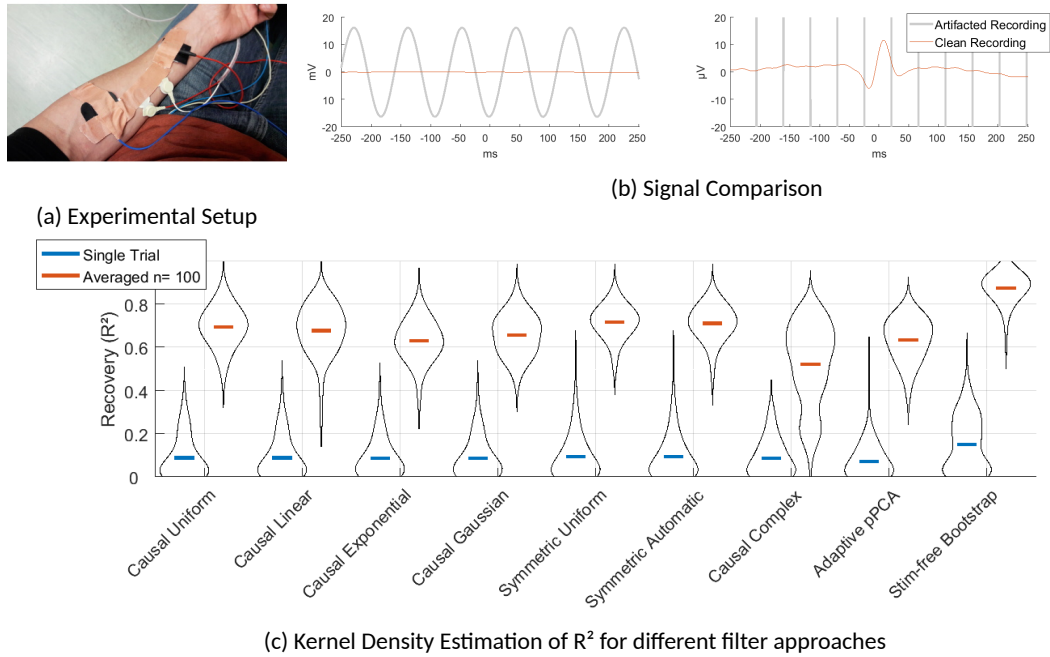 20
10
0
10
20
mV
-250 -200 -150 -100 -50 0 50 100 150 200 250
ms
20
10
0
-10
-20
µV
-250 -200 -150 -100 -50 0 50 100 150 200 250
ms
Artifacted Recording
Clean Recording
(b) Signal Comparison
(a) Experimental Setup
Single Trial
Averaged n= 100
Recovery (R²)
0.8
0.6
0.4
0.2
0
Causal Uniform
Causal Linear
Causal Exponential
Causal Gaussian
Symmetric Uniform
Symmetric Automatic
Causal Complex
Adaptive pPCA
Stim-free Bootstrap
(c) Kernel Density Estimation of R² for different filter approaches